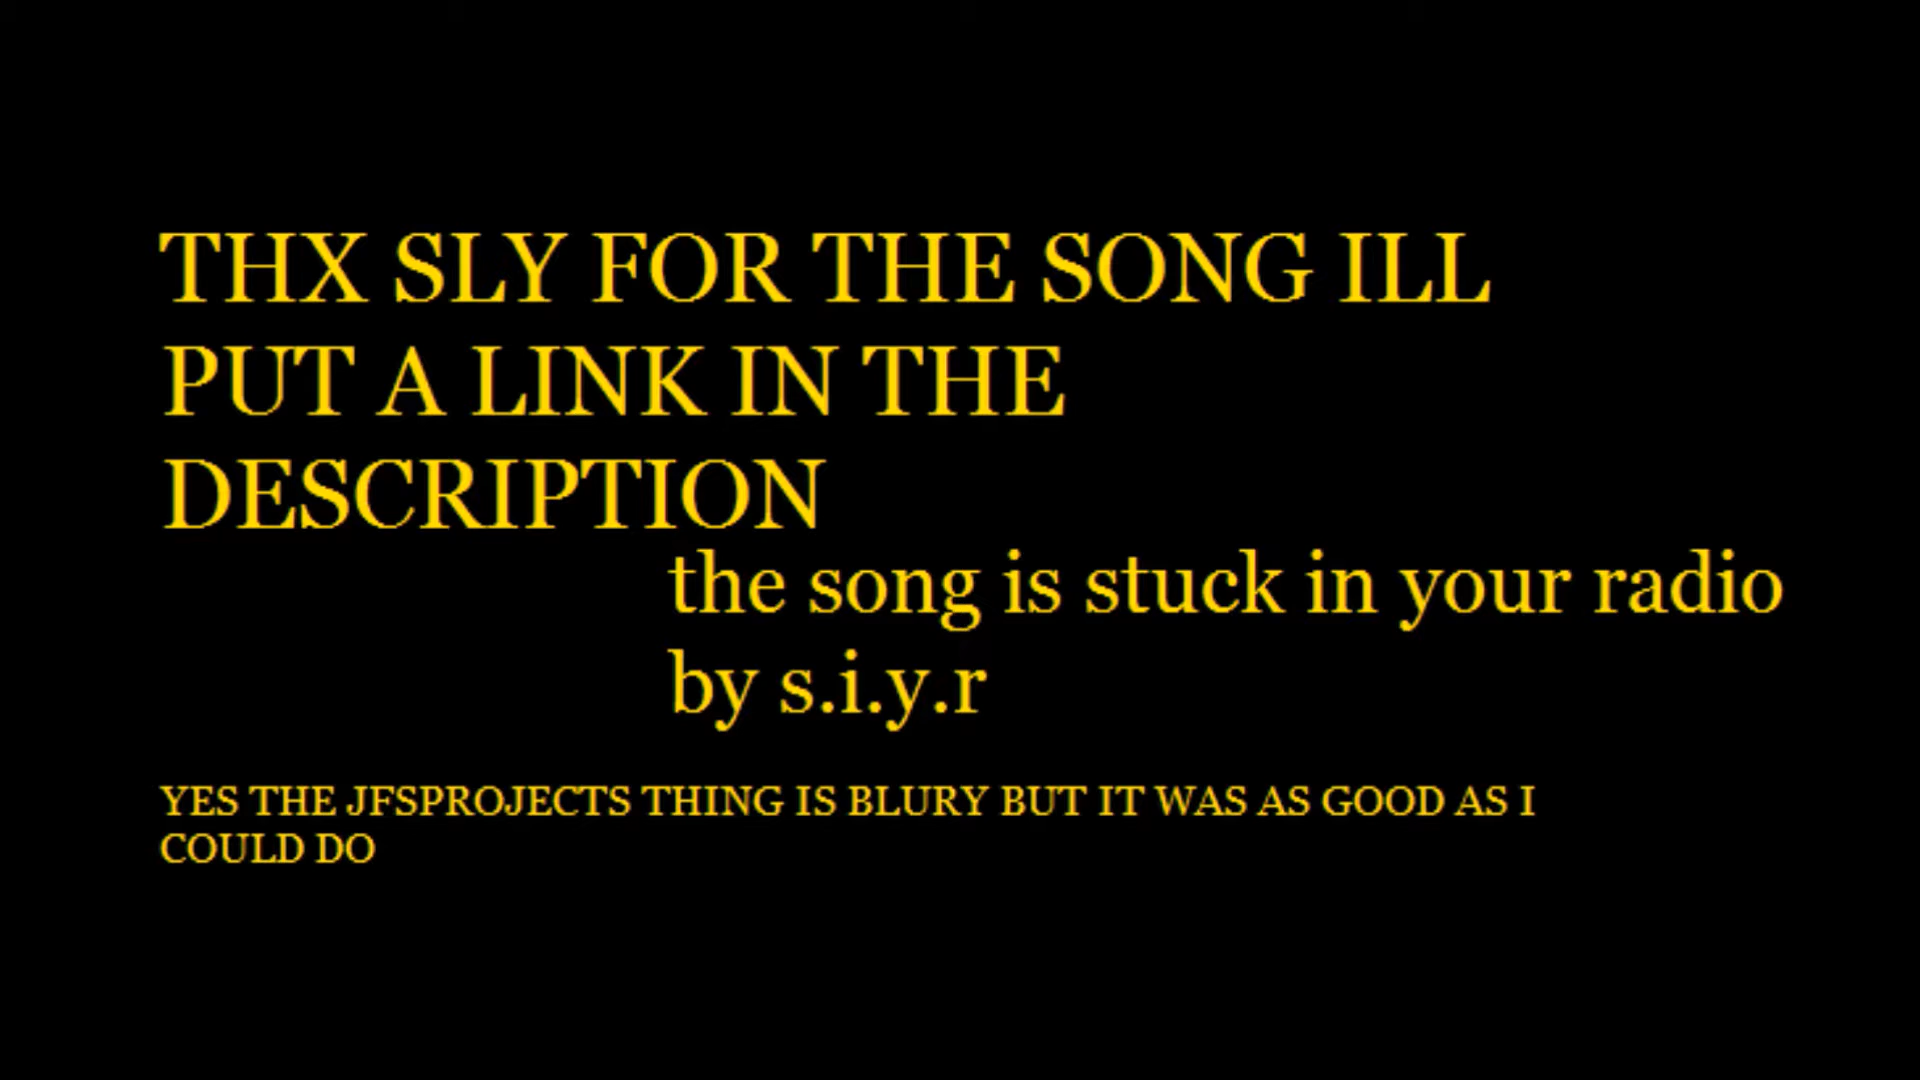 THX SLY FOR THE SONG ILL
PUT A LINK IN THE
DESCRIPTION
the song is stuck in your radio
by s.i.y.r
YES THE JFSPROJECTS THING IS BLURY BUT IT WAS AS GOOD AS I
COULD DO